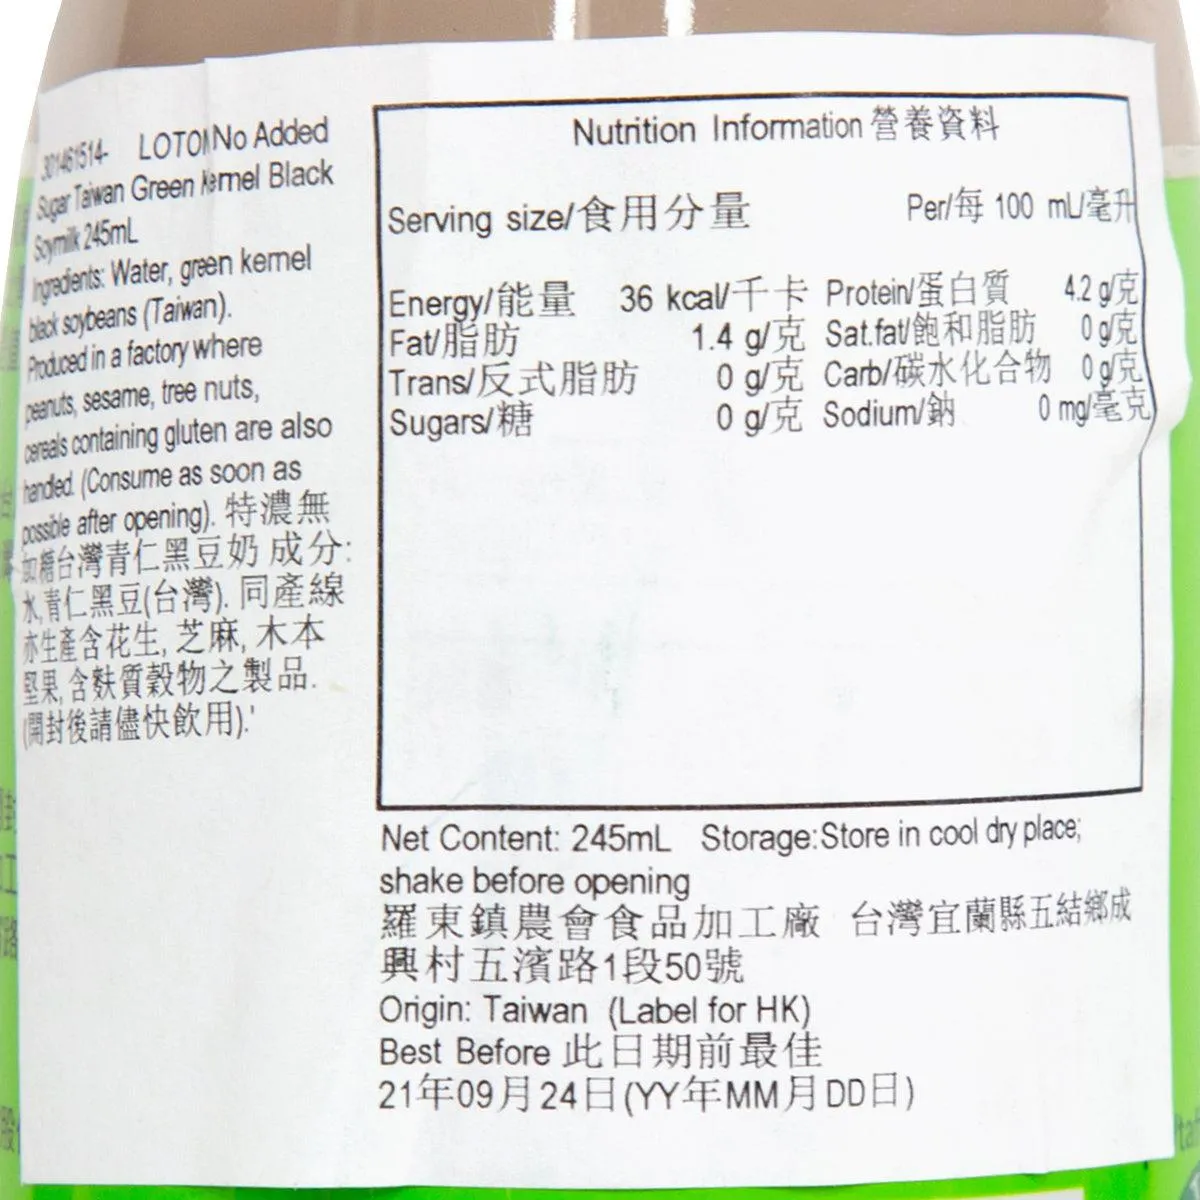 301461514- LOTON No Added
Sugar Taiwan Green Kernel Black
Soymilk 245mL
Ingredients: Water, green kernel
black soybeans (Taiwan).
Produced in a factory where
peanuts, sesame, tree nuts,
cereals containing gluten are also
handled. (Consume as soon as
possible after opening). 特濃無
加糖台灣青仁黑豆奶 成分:
水,青仁黑豆(台灣). 同產線
亦生產含花生, 芝麻, 木本
堅果, 含麩質穀物之製品.
(開封後請儘快飲用).'
Nutrition Information 營養資料
Serving size/食用分量 Per/每 100 mL/毫升
Energy/能量 36 kcal/千卡 Protein/蛋白質 4.2 g/克
Fat/脂肪 1.4 g/克 Sat.fat/飽和脂肪 0 g/克
Trans/反式脂肪 0 g/克 Carb/碳水化合物 0 g/克
Sugars/糖 0 g/克 Sodium/鈉 0 mg/毫克
Net Content: 245mL Storage:Store in cool dry place;
shake before opening
羅東鎮農會食品加工廠 台灣宜蘭縣五結鄉成
興村五濱路1段50號
Origin: Taiwan (Label for HK)
Best Before 此日期前最佳
21年09月24日(YY年MM月DD日)